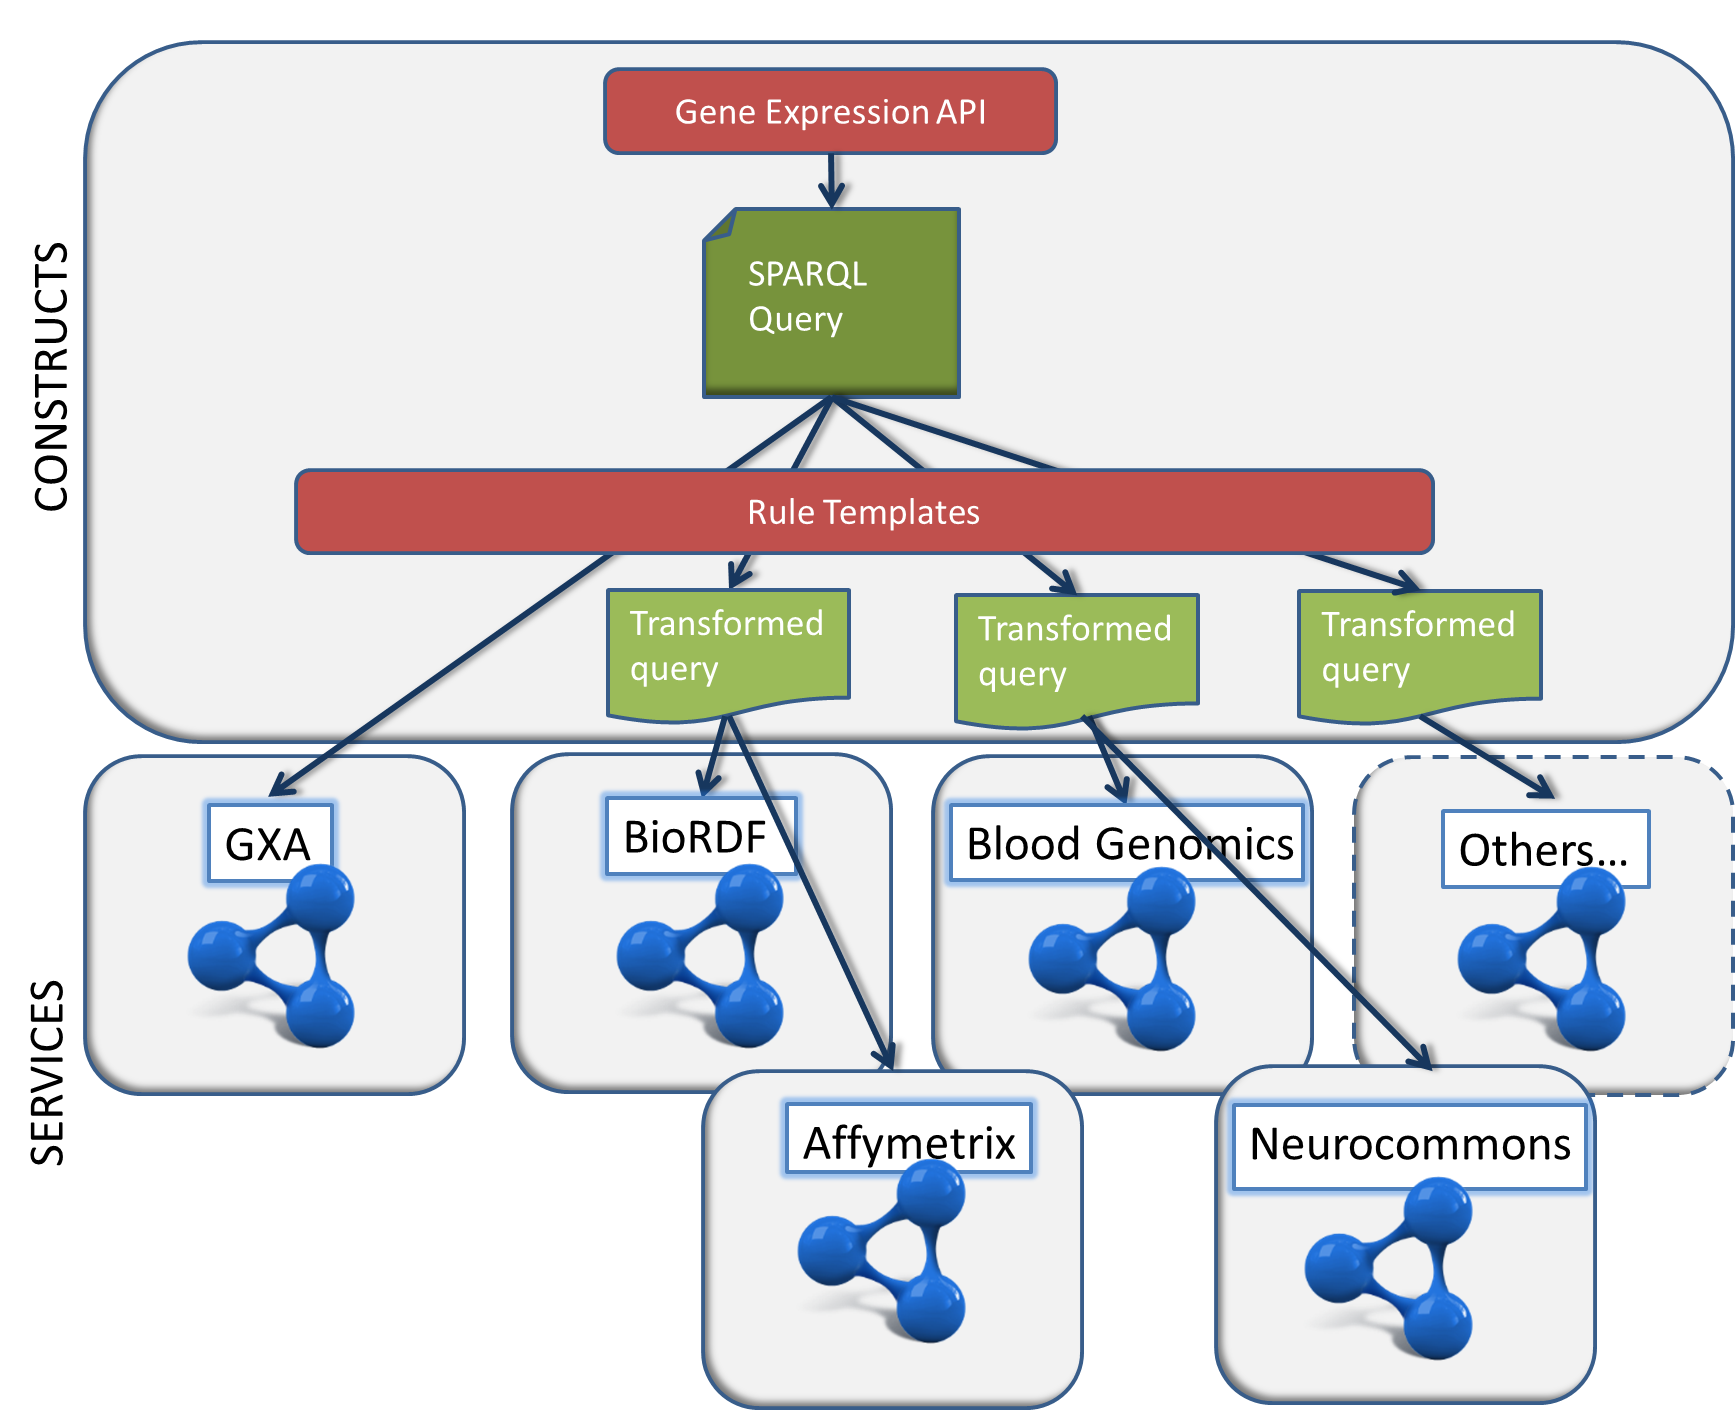 CONSTRUCTS
Gene Expression API
SPARQL
Query
Rule Templates
Transformed
query
Transformed
query
Transformed
query
SERVICES
GXA
BioRDF
Blood Genomics
Others...
Affymetrix
Neurocommons